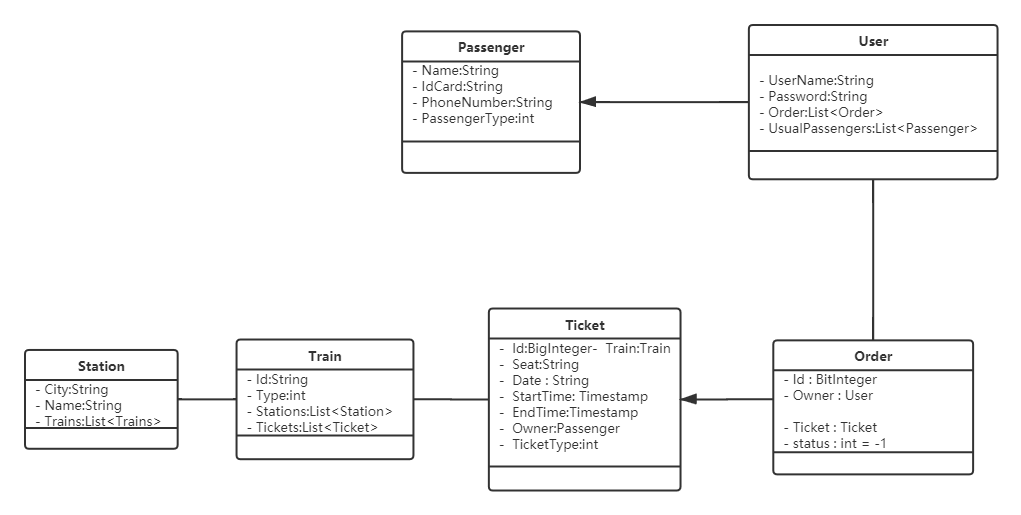 Passenger
- Name:String
- IdCard:String
- PhoneNumber:String
- PassengerType:int
User
- UserName:String
- Password:String
- Order:List<Order>
- UsualPassengers:List<Passenger>
Station
- City:String
- Name:String
- Trains:List<Trains>
Train
- Id:String
- Type:int
- Stations:List<Station>
- Tickets:List<Ticket>
Ticket
- Id:BigInteger- Train:Train
- Seat:String
- Date : String
- StartTime: Timestamp
- EndTime:Timestamp
- Owner:Passenger
- TicketType:int
Order
- Id : BitInteger
- Owner : User
- Ticket : Ticket
- status : int = -1